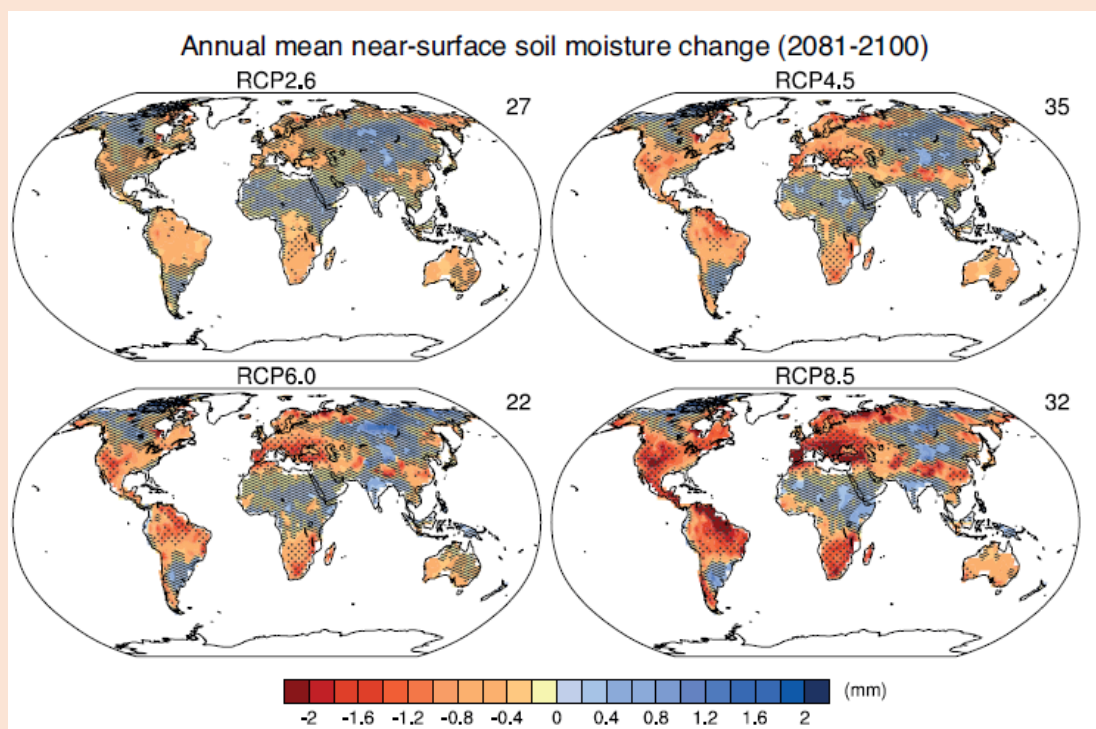 Annual mean near-surface soil moisture change (2081-2100)
RCP2.6
27
RCP4.5
35
RCP6.0
22
RCP8.5
32
(mm)
-2 -1.6 -1.2 -0.8 -0.4 0 0.4 0.8 1.2 1.6 2